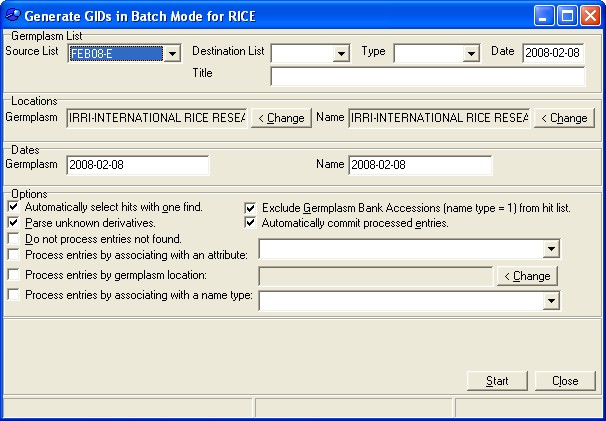 Generate GIDs in Batch Mode for RICE
Germplasm List
Source List FEB08-E Destination List Type Date 2008-02-08
Title
Locations
Germplasm IRRI-INTERNATIONAL RICE RESEA < Change Name IRRI-INTERNATIONAL RICE RESEA < Change
Dates
Germplasm 2008-02-08 Name 2008-02-08
Options
Automatically select hits with one find. Exclude Germplasm Bank Accessions (name type = 1) from hit list.
Parse unknown derivatives. Automatically commit processed entries.
Do not process entries not found.
Process entries by associating with an attribute:
Process entries by germplasm location: < Change
Process entries by associating with a name type:
Start Close